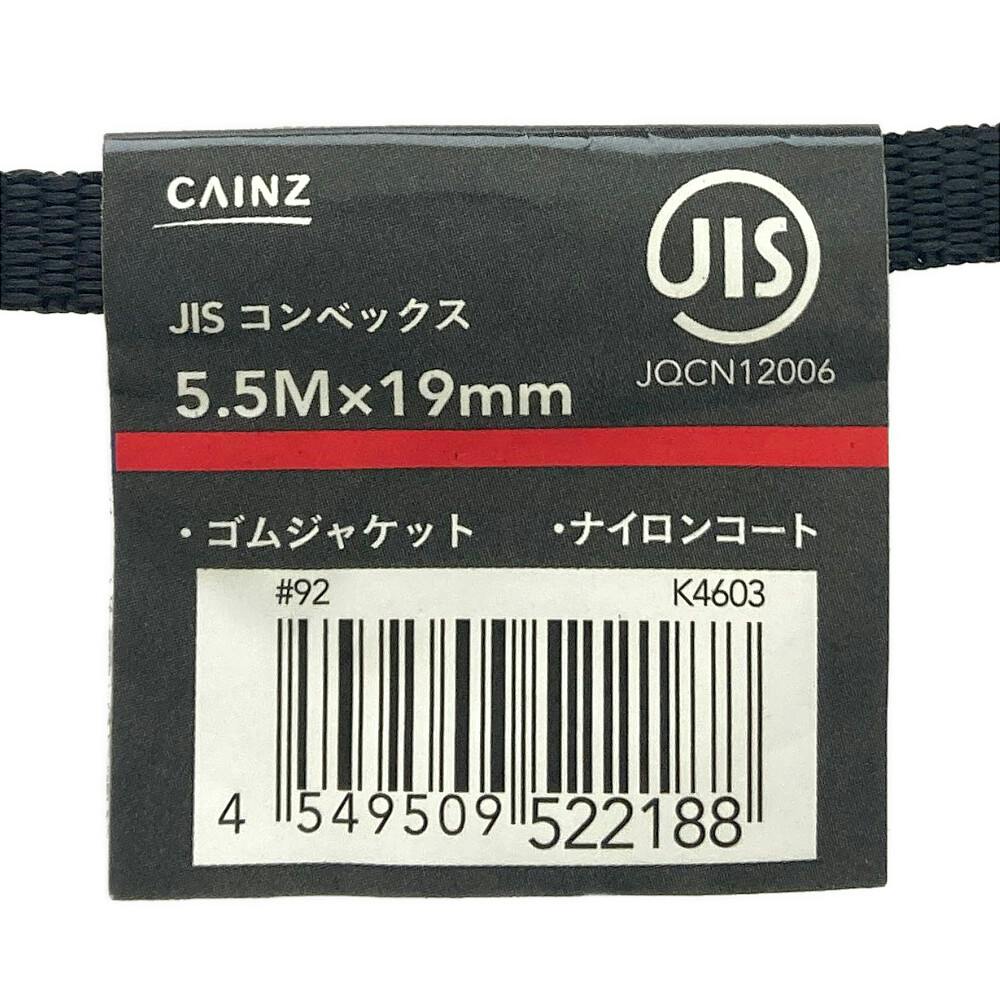 CAINZ
JIS
JIS コンベックス
JQCN12006
5.5M×19mm
・ゴムジャケット ・ナイロンコート
#92 K4603
4 549509 522188